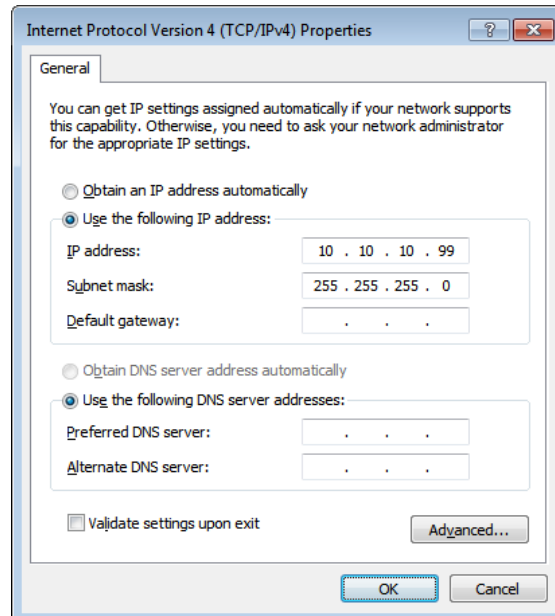 Internet Protocol Version 4 (TCP/IPv4) Properties
General
You can get IP settings assigned automatically if your network supports
this capability. Otherwise, you need to ask your network administrator
for the appropriate IP settings.
Obtain an IP address automatically
Use the following IP address:
IP address: 10 . 10 . 10 . 99
Subnet mask: 255 . 255 . 255 . 0
Default gateway: . . .
Obtain DNS server address automatically
Use the following DNS server addresses:
Preferred DNS server: . . .
Alternate DNS server: . . .
Validate settings upon exit
Advanced...
OK Cancel